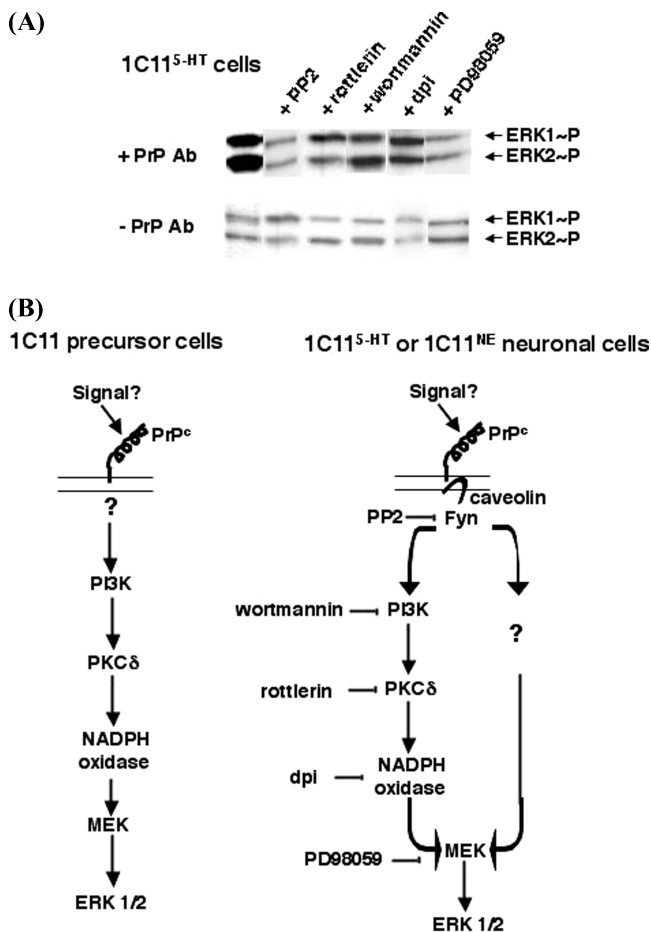 (A)
1C11 5-HT cells
+ PP2
+ rottlerin
+ wortmannin
+ dpi
+ PD98059
+ PrP Ab
ERK1~P
ERK2~P
- PrP Ab
ERK1~P
ERK2~P
(B)
1C11 precursor cells
Signal?
PrPc
?
PI3K
PKCδ
NADPH
oxidase
MEK
ERK 1/2
1C11 5-HT or 1C11 NE neuronal cells
Signal?
PrPc
caveolin
PP2
Fyn
wortmannin
PI3K
?
rottlerin
PKCδ
dpi
NADPH
oxidase
PD98059
MEK
ERK 1/2